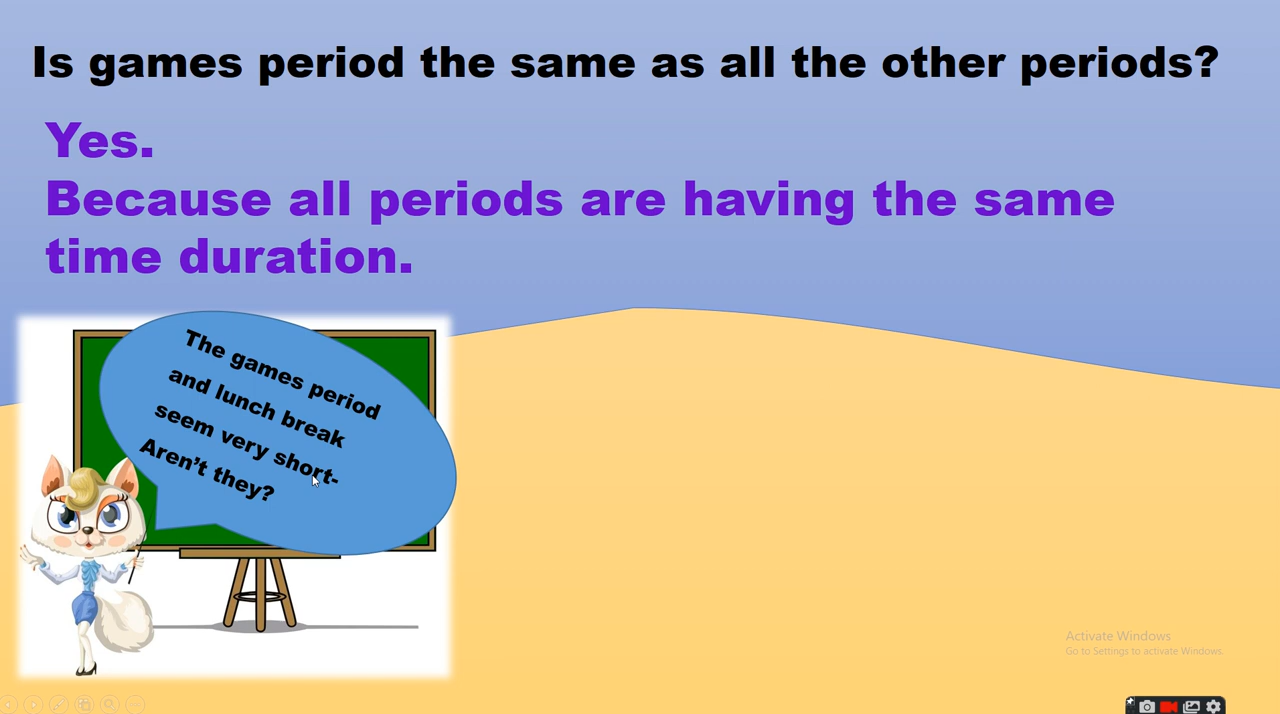 Is games period the same as all the other periods?
Yes.
Because all periods are having the same
time duration.
The games period
and lunch break
seem very short-
Aren't they?
Activate Windows
Go to Settings to activate Windows.